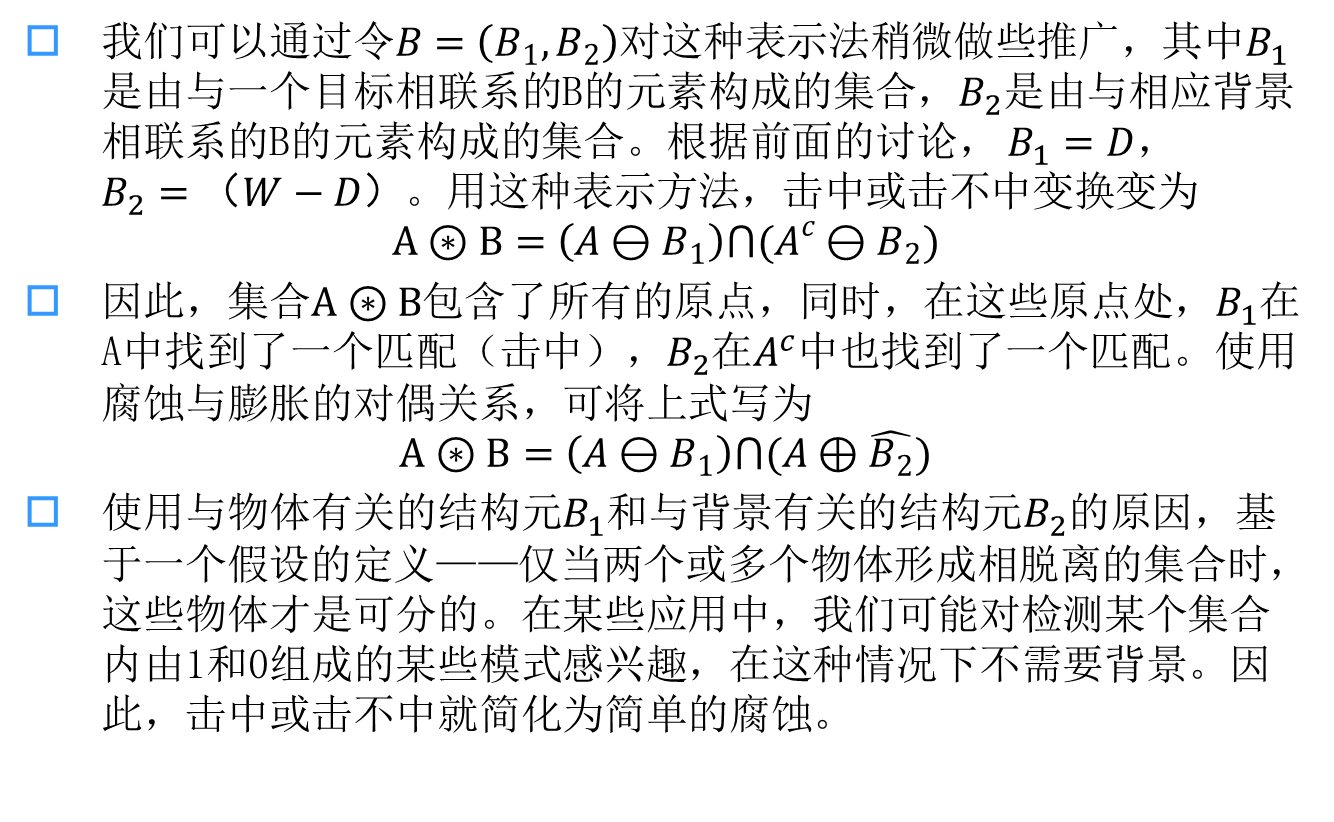 我们可以通过令B = (B₁,B₂)对这种表示法稍微做些推广，其中B₁
是由与一个目标相联系的B的元素构成的集合，B₂是由与相应背景
相联系的B的元素构成的集合。根据前面的讨论， B₁ = D，
B₂ = （W − D）。用这种表示方法，击中或击不中变换变为
A ⊛ B = (A ⊖ B₁)⋂(Aᶜ ⊖ B₂)
因此，集合A ⊛ B包含了所有的原点，同时，在这些原点处，B₁在
A中找到了一个匹配（击中），B₂在Aᶜ中也找到了一个匹配。使用
腐蚀与膨胀的对偶关系，可将上式写为
A ⊛ B = (A ⊖ B₁)⋂(A ⊕ B̂₂)
使用与物体有关的结构元B₁和与背景有关的结构元B₂的原因，基
于一个假设的定义——仅当两个或多个物体形成相脱离的集合时，
这些物体才是可分的。在某些应用中，我们可能对检测某个集合
内由1和0组成的某些模式感兴趣，在这种情况下不需要背景。因
此，击中或击不中就简化为简单的腐蚀。